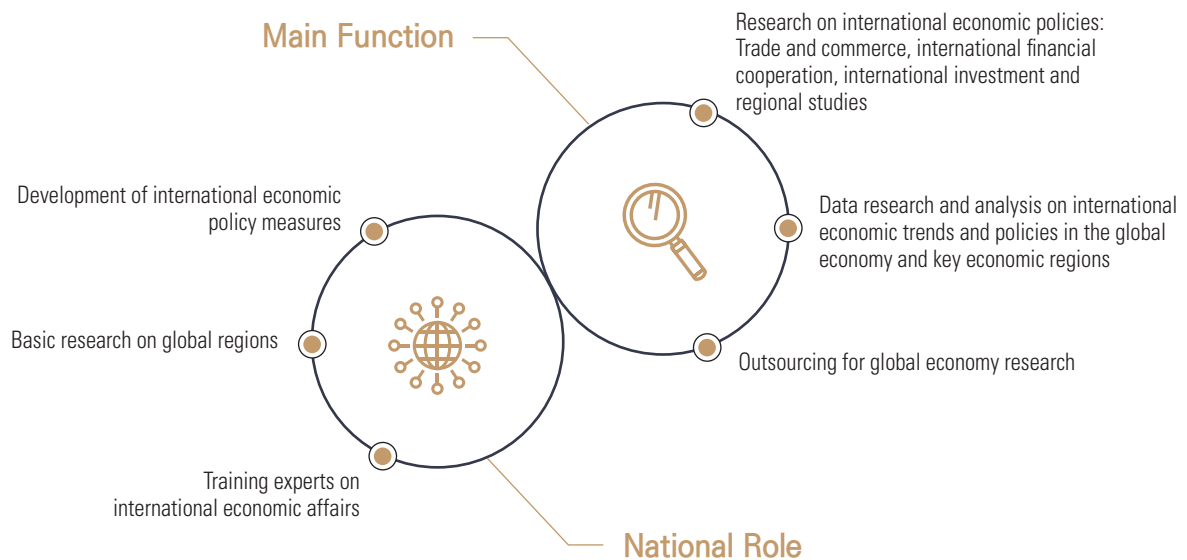 Main Function
Research on international economic policies:
Trade and commerce, international financial
cooperation, international investment and
regional studies
Data research and analysis on international
economic trends and policies in the global
economy and key economic regions
Outsourcing for global economy research
Development of international economic
policy measures
Basic research on global regions
Training experts on
international economic affairs
National Role